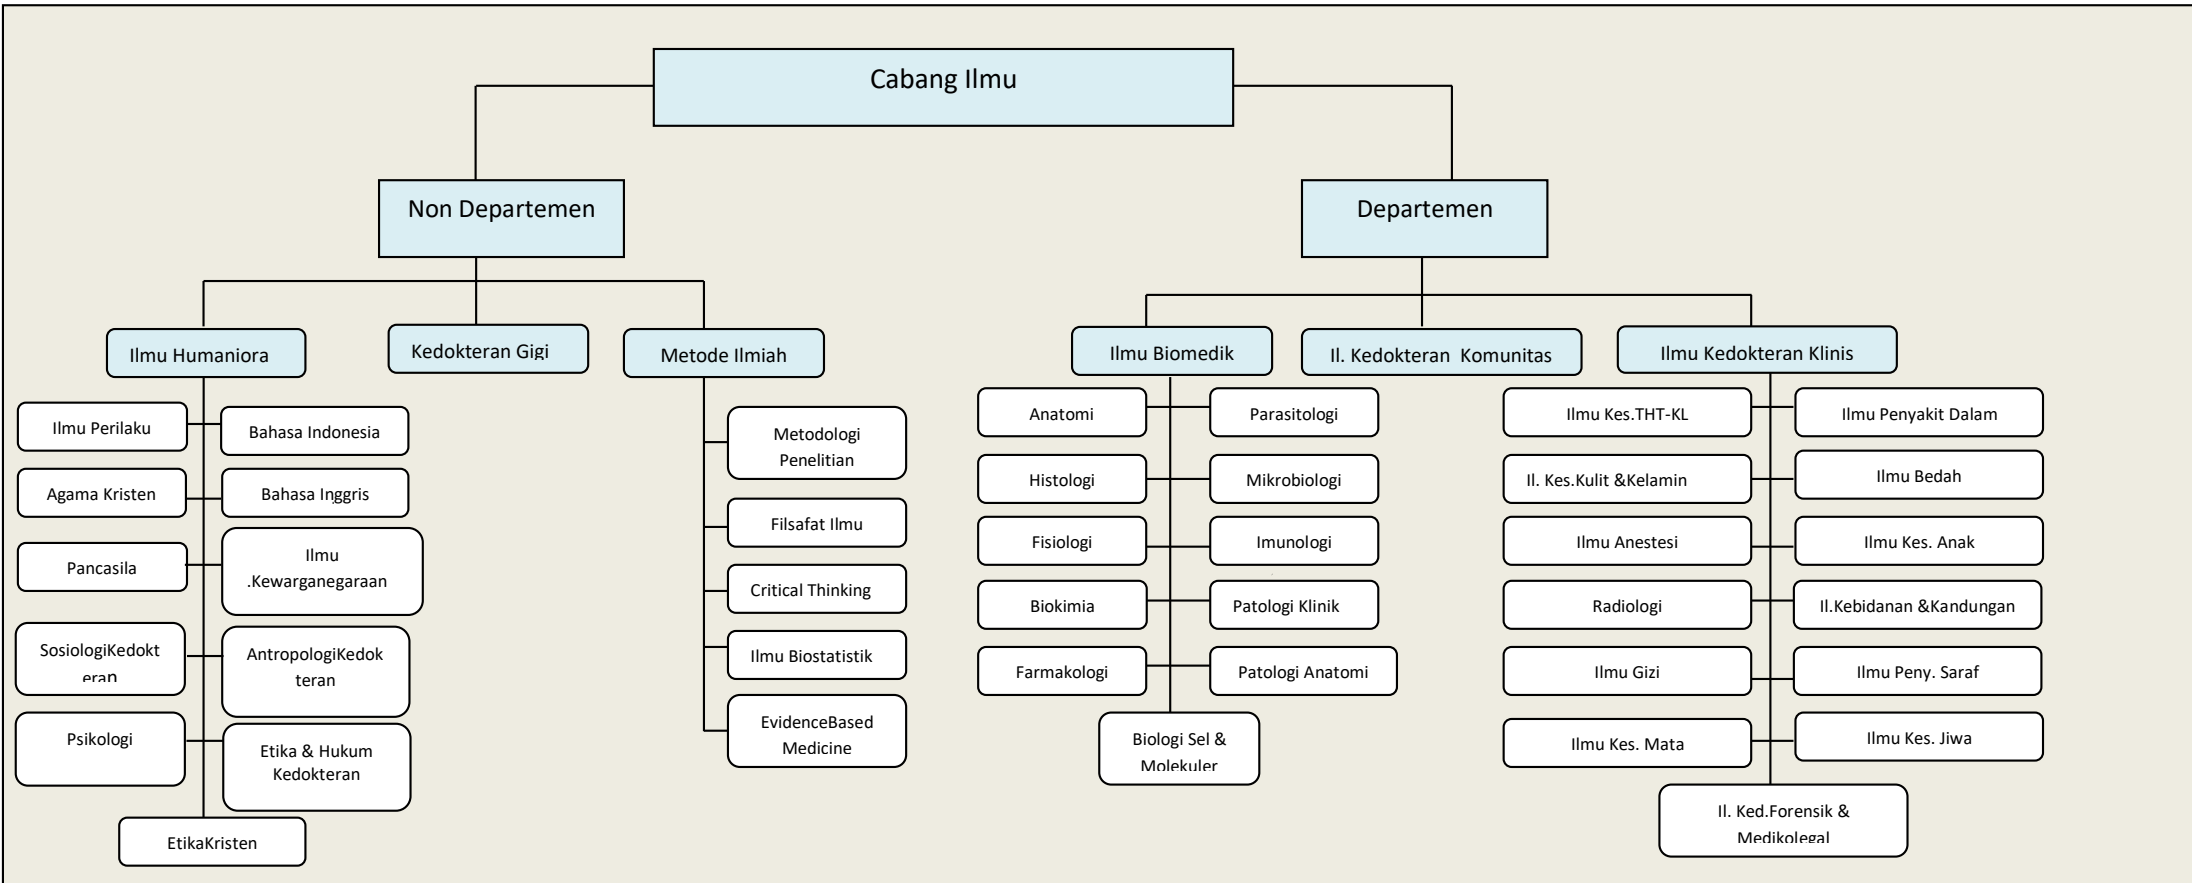 Cabang Ilmu
Non Departemen
Departemen
Ilmu Humaniora
Kedokteran Gigi
Metode Ilmiah
Ilmu Biomedik
Il. Kedokteran Komunitas
Ilmu Kedokteran Klinis
Ilmu Perilaku
Bahasa Indonesia
Agama Kristen
Bahasa Inggris
Pancasila
Ilmu
.Kewarganegaraan
SosiologiKedokt
eran
AntropologiKedok
teran
Psikologi
Etika & Hukum
Kedokteran
EtikaKristen
Metodologi
Penelitian
Filsafat Ilmu
Critical Thinking
Ilmu Biostatistik
EvidenceBased
Medicine
Anatomi
Parasitologi
Histologi
Mikrobiologi
Fisiologi
Imunologi
Biokimia
Patologi Klinik
Farmakologi
Patologi Anatomi
Biologi Sel &
Molekuler
Ilmu Kes.THT-KL
Ilmu Penyakit Dalam
Il. Kes.Kulit &Kelamin
Ilmu Bedah
Ilmu Anestesi
Ilmu Kes. Anak
Radiologi
Il.Kebidanan &Kandungan
Ilmu Gizi
Ilmu Peny. Saraf
Ilmu Kes. Mata
Ilmu Kes. Jiwa
Il. Ked.Forensik &
Medikolegal